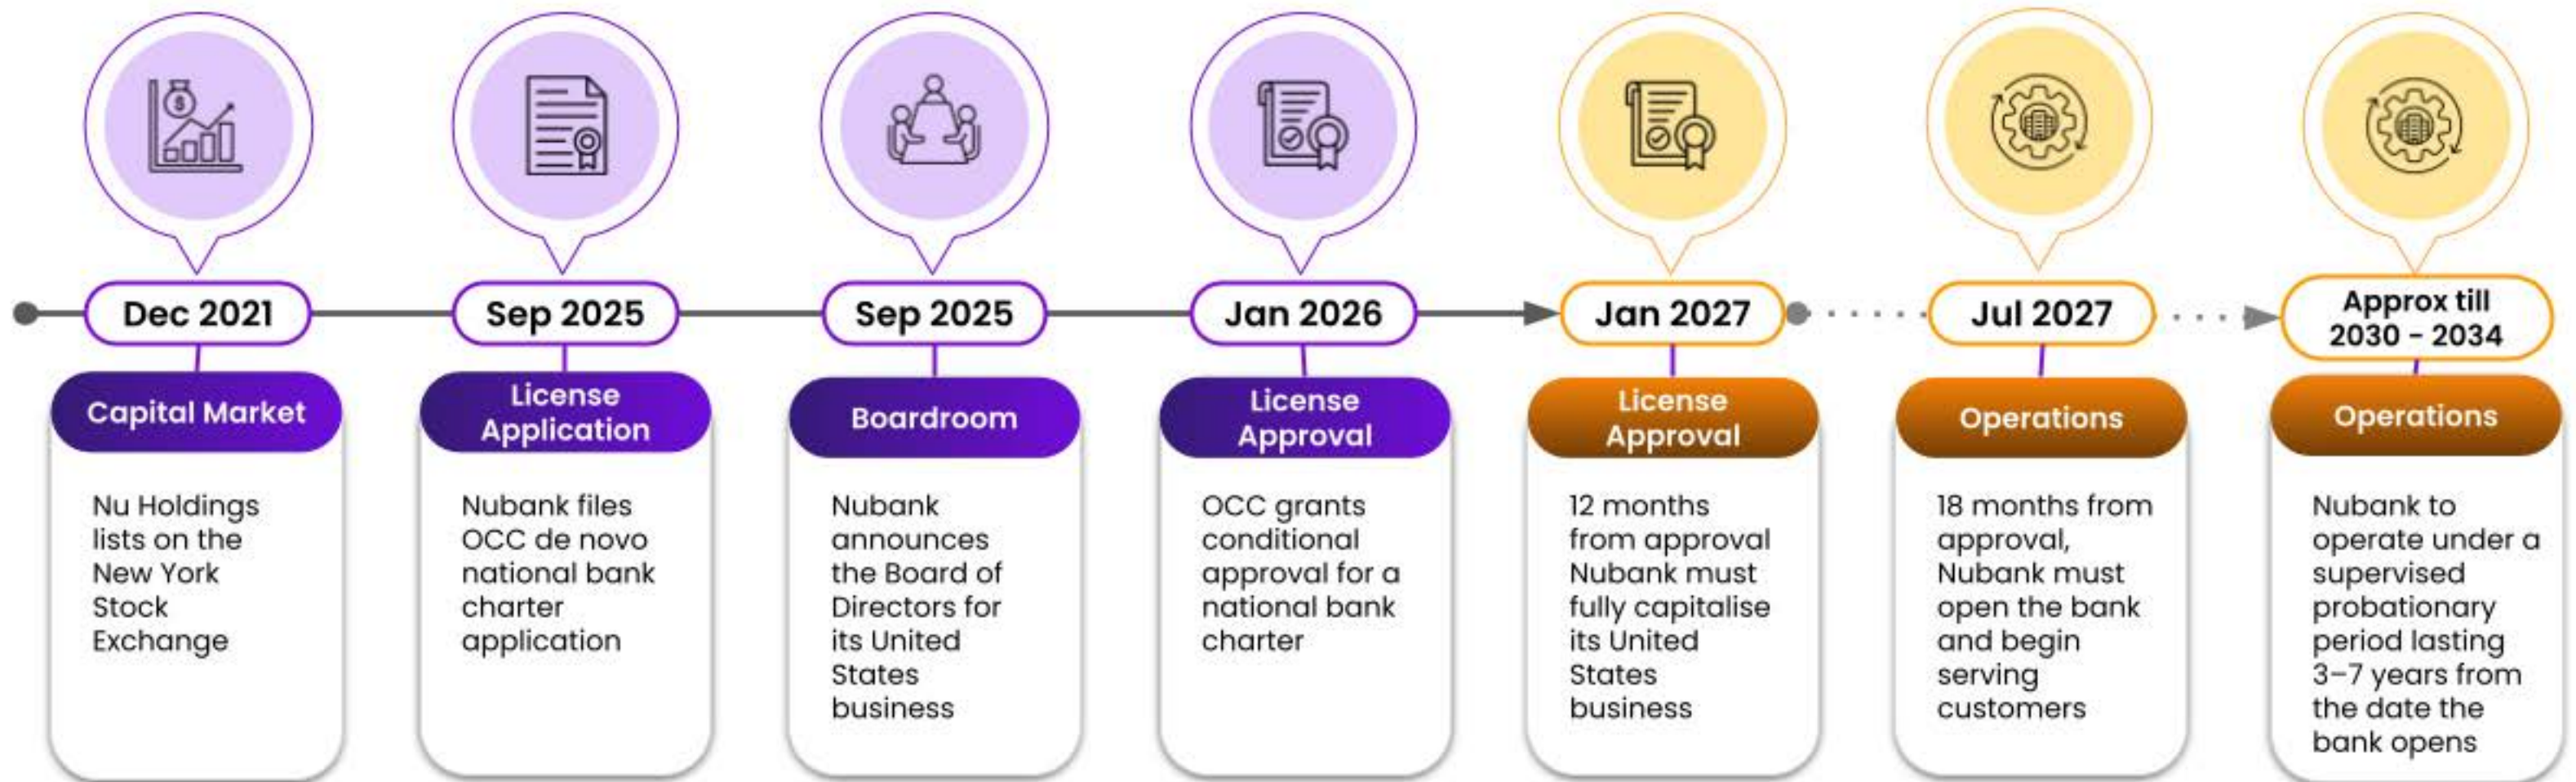 Dec 2021
Capital Market
Nu Holdings
lists on the
New York
Stock
Exchange
Sep 2025
License
Application
Nubank files
OCC de novo
national bank
charter
application
Sep 2025
Boardroom
Nubank
announces
the Board of
Directors for
its United
States
business
Jan 2026
License
Approval
OCC grants
conditional
approval for a
national bank
charter
Jan 2027
License
Approval
12 months
from approval
Nubank must
fully capitalise
its United
States
business
Jul 2027
Operations
18 months from
approval,
Nubank must
open the bank
and begin
serving
customers
Approx till
2030 - 2034
Operations
Nubank to
operate under a
supervised
probationary
period lasting
3–7 years from
the date the
bank opens